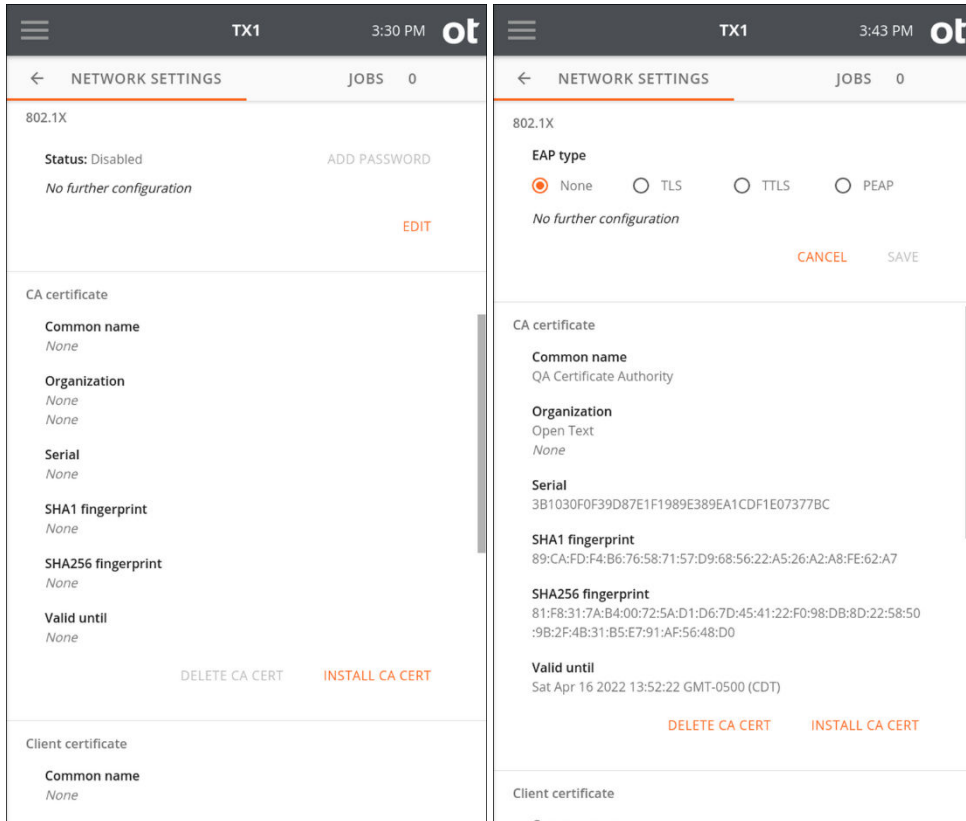 TX1 3:30 PM ot
NETWORK SETTINGS JOBS 0
802.1X
Status: Disabled ADD PASSWORD
No further configuration
EDIT
CA certificate
Common name
None
Organization
None
None
Serial
None
SHA1 fingerprint
None
SHA256 fingerprint
None
Valid until
None
DELETE CA CERT INSTALL CA CERT
Client certificate
Common name
None
TX1 3:43 PM ot
NETWORK SETTINGS JOBS 0
802.1X
EAP type
None TLS TTLS PEAP
No further configuration
CANCEL SAVE
CA certificate
Common name
QA Certificate Authority
Organization
Open Text
None
Serial
3B1030F0F39D87E1F1989E389EA1CDF1E07377BC
SHA1 fingerprint
89:CA:FD:F4:B6:76:58:71:57:D9:68:56:22:A5:26:A2:A8:FE:62:A7
SHA256 fingerprint
81:F8:31:7A:B4:00:72:5A:D1:D6:7D:45:41:22:F0:98:DB:8D:22:58:50
:9B:2F:4B:31:B5:E7:91:AF:56:48:D0
Valid until
Sat Apr 16 2022 13:52:22 GMT-0500 (CDT)
DELETE CA CERT INSTALL CA CERT
Client certificate